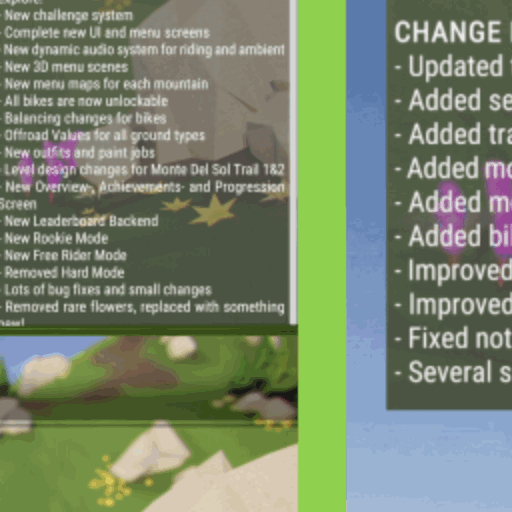 explore!
- New challenge system
- Complete new UI and menu screens
- New dynamic audio system for riding and ambient
- New 3D menu scenes
- New menu maps for each mountain
- All bikes are now unlockable
- Balancing changes for bikes
- Offroad Values for all ground types
- New outfits and paint jobs
- Level design changes for Monte Del Sol Trail 1&2
- New Overview-, Achievements- and Progression
Screen
- New Leaderboard Backend
- New Rookie Mode
- New Free Rider Mode
- Removed Hard Mode
- Lots of bug fixes and small changes
- Removed rare flowers, replaced with something
new!
CHANGE
- Updated
- Added se
- Added tra
- Added mo
- Added m
- Added bi
- Improved
- Improved
- Fixed not
- Several s